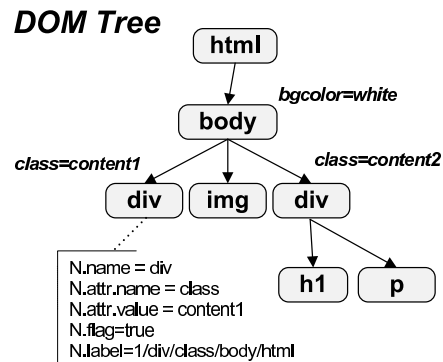 DOM Tree
html
bgcolor=white
body
class=content1
class=content2
div
img
div
h1
p
N.name = div
N.attr.name = class
N.attr.value = content1
N.flag=true
N.label=1/div/class/body/html